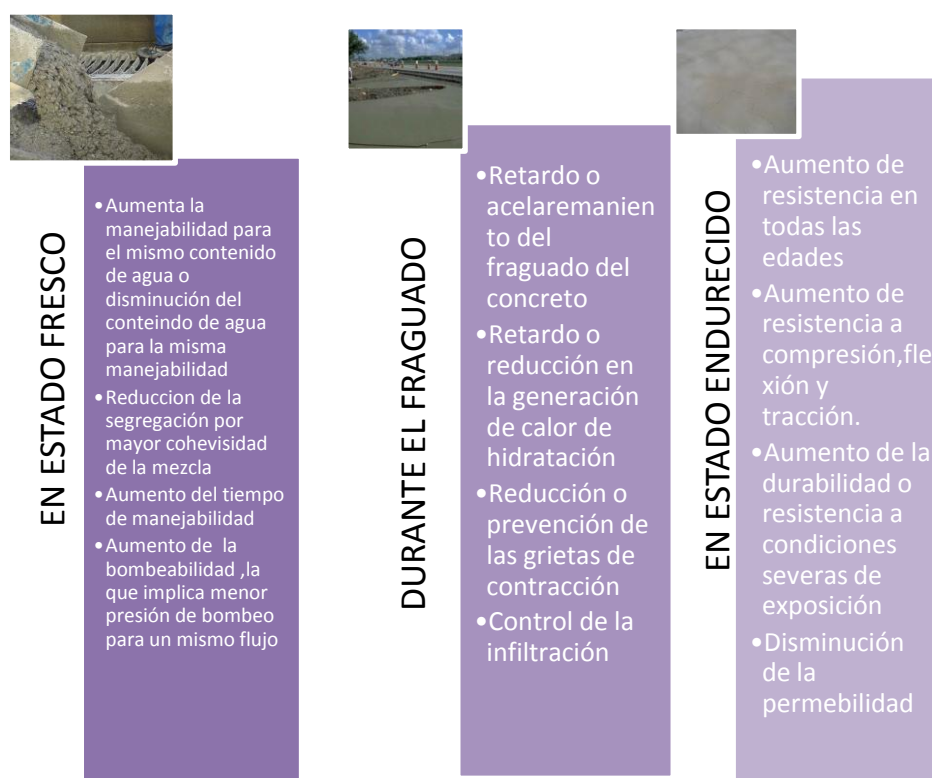 EN ESTADO FRESCO
•Aumenta la
manejabilidad para
el mismo contenido
de agua o
disminución del
conteindo de agua
para la misma
manejabilidad
•Reduccion de la
segregación por
mayor cohevisidad
de la mezcla
•Aumento del tiempo
de manejabilidad
•Aumento de  la
bombeabilidad ,la
que implica menor
presión de bombeo
para un mismo flujo
DURANTE EL FRAGUADO
•Retardo o
acelaremanien
to del
fraguado del
concreto
•Retardo o
reducción en
la generación
de calor de
hidratación
•Reducción o
prevención de
las grietas de
contracción
•Control de la
infiltración
EN ESTADO ENDURECIDO
•Aumento de
resistencia en
todas las
edades
•Aumento de
resistencia a
compresión,fle
xión y
tracción.
•Aumento de la
durabilidad o
resistencia a
condiciones
severas de
exposición
•Disminución
de la
permebilidad